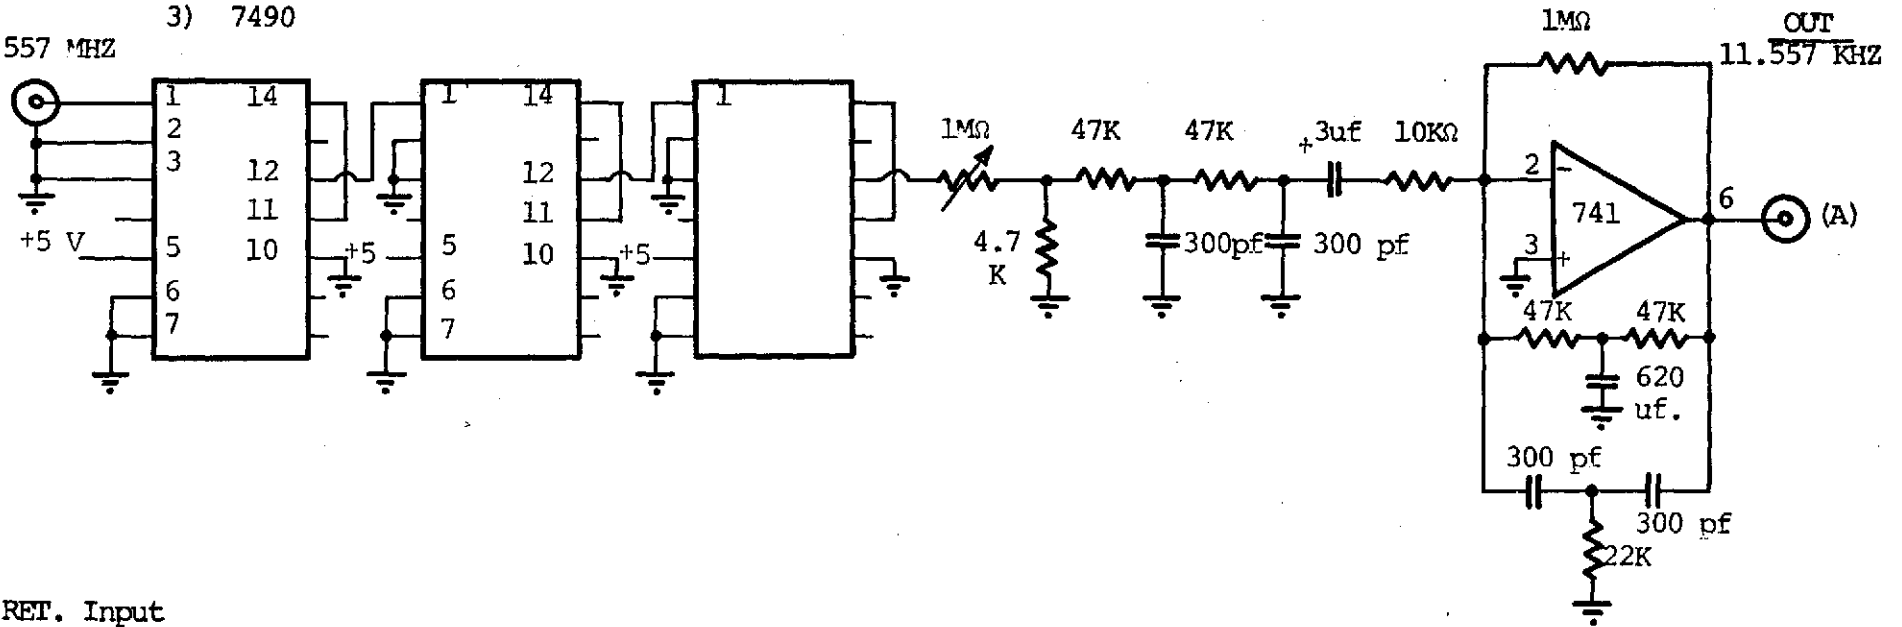 3) 7490
557 MHZ
OUT
11.557 KHZ
1MΩ
1 14
2
3
12
11
+5 V
5 10
6
7
1 14
12
11
+5
5 10
6
7
1
+5
1MΩ
47K
47K
+ 3uf
10KΩ
4.7
K
300pf
300 pf
2 -
741
3 +
6
(A)
47K
47K
620
uf.
300 pf
300 pf
22K
RET. Input